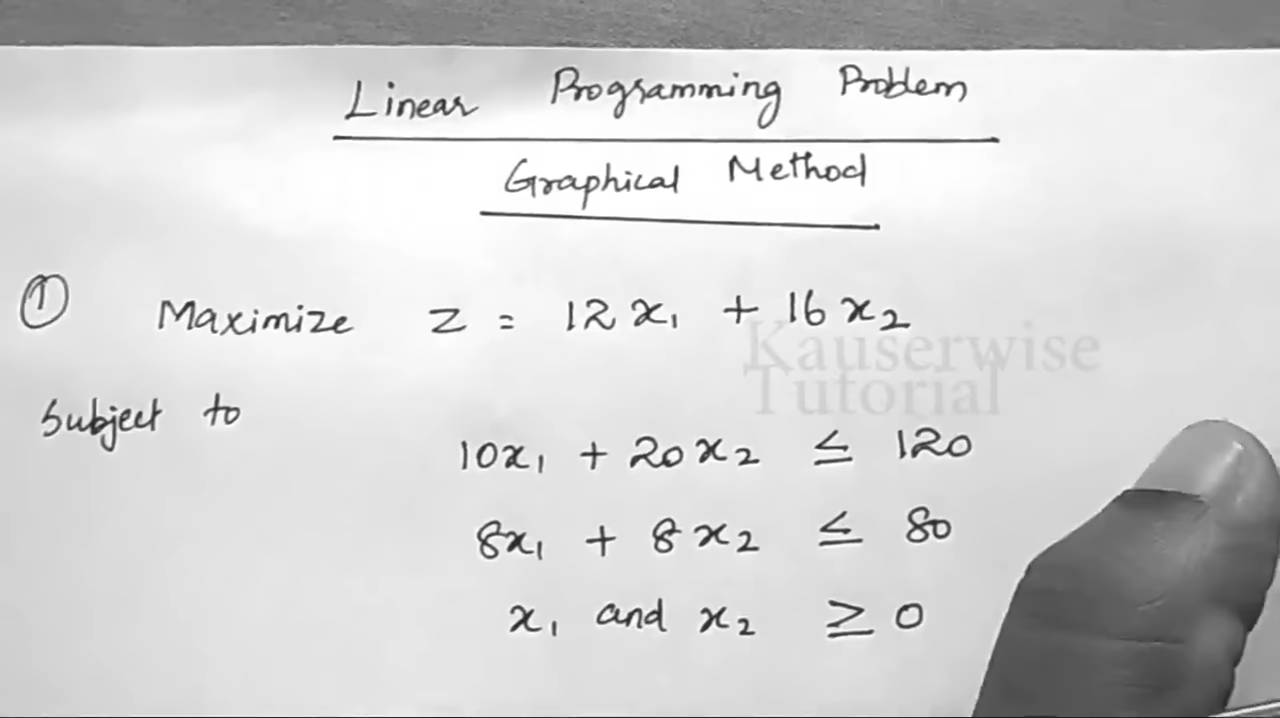 Linear Programming Problem
Graphical Method
① Maximize z = 12x₁ + 16x₂
Kauserwise
Tutorial
Subject to
10x₁ + 20x₂ ≤ 120
8x₁ + 8x₂ ≤ 80
x₁ and x₂ ≥ 0